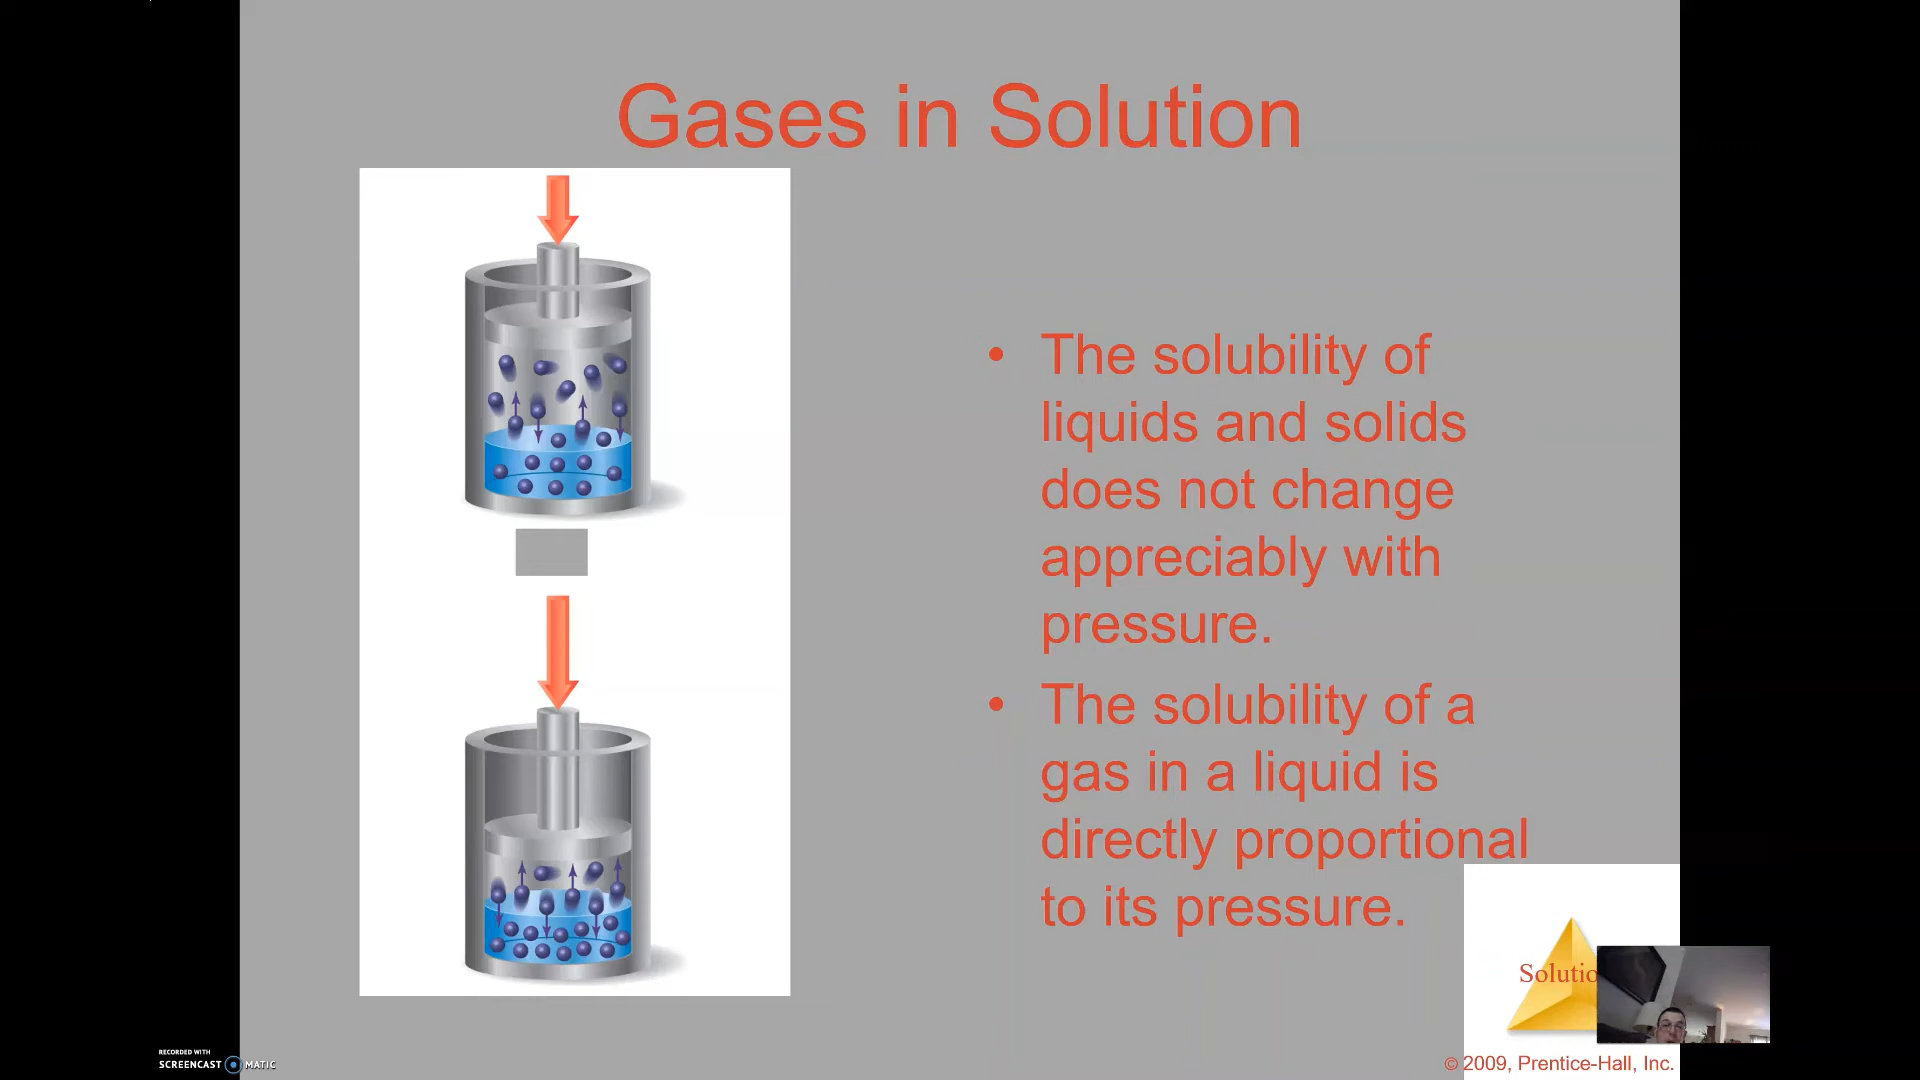 Gases in Solution
• The solubility of
liquids and solids
does not change
appreciably with
pressure.
• The solubility of a
gas in a liquid is
directly proportional
to its pressure.
Solutio
© 2009, Prentice-Hall, Inc.
RECORDED WITH
SCREENCAST MATIC